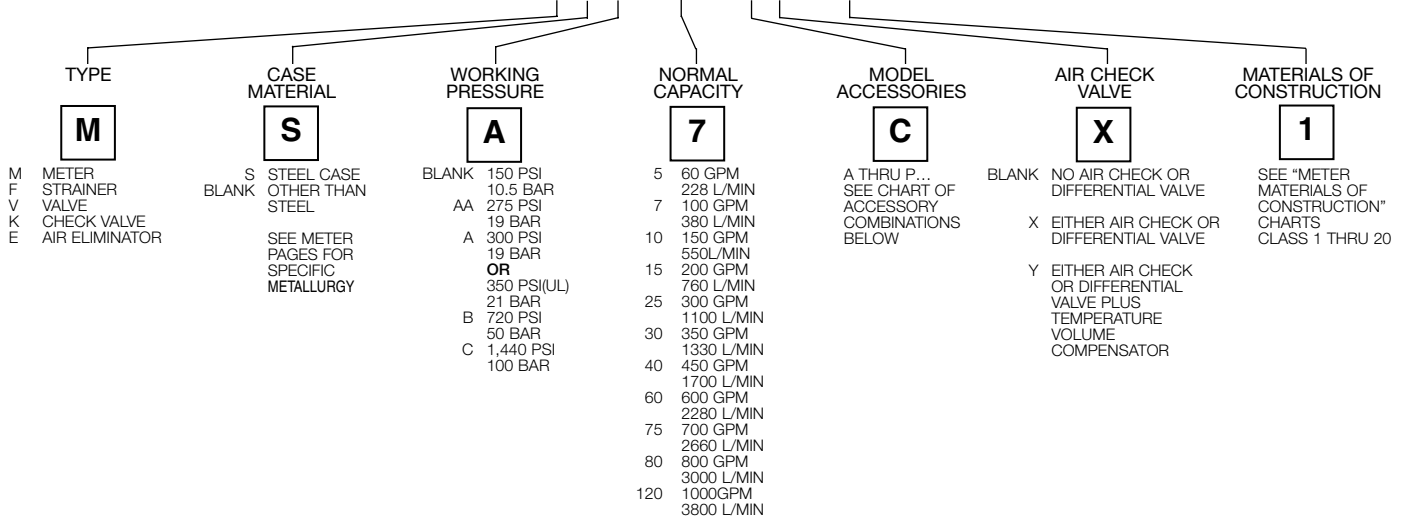 TYPE
M
M METER
F STRAINER
V VALVE
K CHECK VALVE
E AIR ELIMINATOR
CASE
MATERIAL
S
S STEEL CASE
BLANK OTHER THAN
STEEL
SEE METER
PAGES FOR
SPECIFIC
METALLURGY
WORKING
PRESSURE
A
BLANK 150 PSI
10.5 BAR
AA 275 PSI
19 BAR
A 300 PSI
19 BAR
OR
350 PSI(UL)
21 BAR
B 720 PSI
50 BAR
C 1,440 PSI
100 BAR
NORMAL
CAPACITY
7
5 60 GPM
228 L/MIN
7 100 GPM
380 L/MIN
10 150 GPM
550L/MIN
15 200 GPM
760 L/MIN
25 300 GPM
1100 L/MIN
30 350 GPM
1330 L/MIN
40 450 GPM
1700 L/MIN
60 600 GPM
2280 L/MIN
75 700 GPM
2660 L/MIN
80 800 GPM
3000 L/MIN
120 1000GPM
3800 L/MIN
MODEL
ACCESSORIES
C
A THRU P...
SEE CHART OF
ACCESSORY
COMBINATIONS
BELOW
AIR CHECK
VALVE
X
BLANK NO AIR CHECK OR
DIFFERENTIAL VALVE
X EITHER AIR CHECK OR
DIFFERENTIAL VALVE
Y EITHER AIR CHECK
OR DIFFERENTIAL
VALVE PLUS
TEMPERATURE
VOLUME
COMPENSATOR
MATERIALS OF
CONSTRUCTION
1
SEE "METER
MATERIALS OF
CONSTRUCTION"
CHARTS
CLASS 1 THRU 20